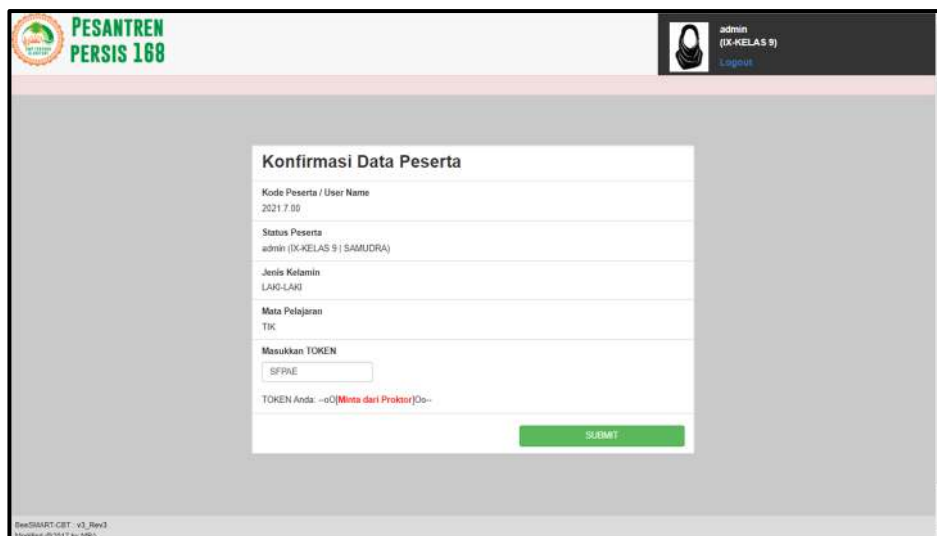 PESANTREN
PERSIS 168
admin
(IX-KELAS 9)
Logout
Konfirmasi Data Peserta
Kode Peserta / User Name
2021.7.00
Status Peserta
admin (IX-KELAS 9 | SAMUDRA)
Jenis Kelamin
LAKI-LAKI
Mata Pelajaran
TIK
Masukkan TOKEN
SFPAE
TOKEN Anda: --oO[Minta dari Proktor]Oo--
SUBMIT
BeeSMART-CBT : v3_Rev3